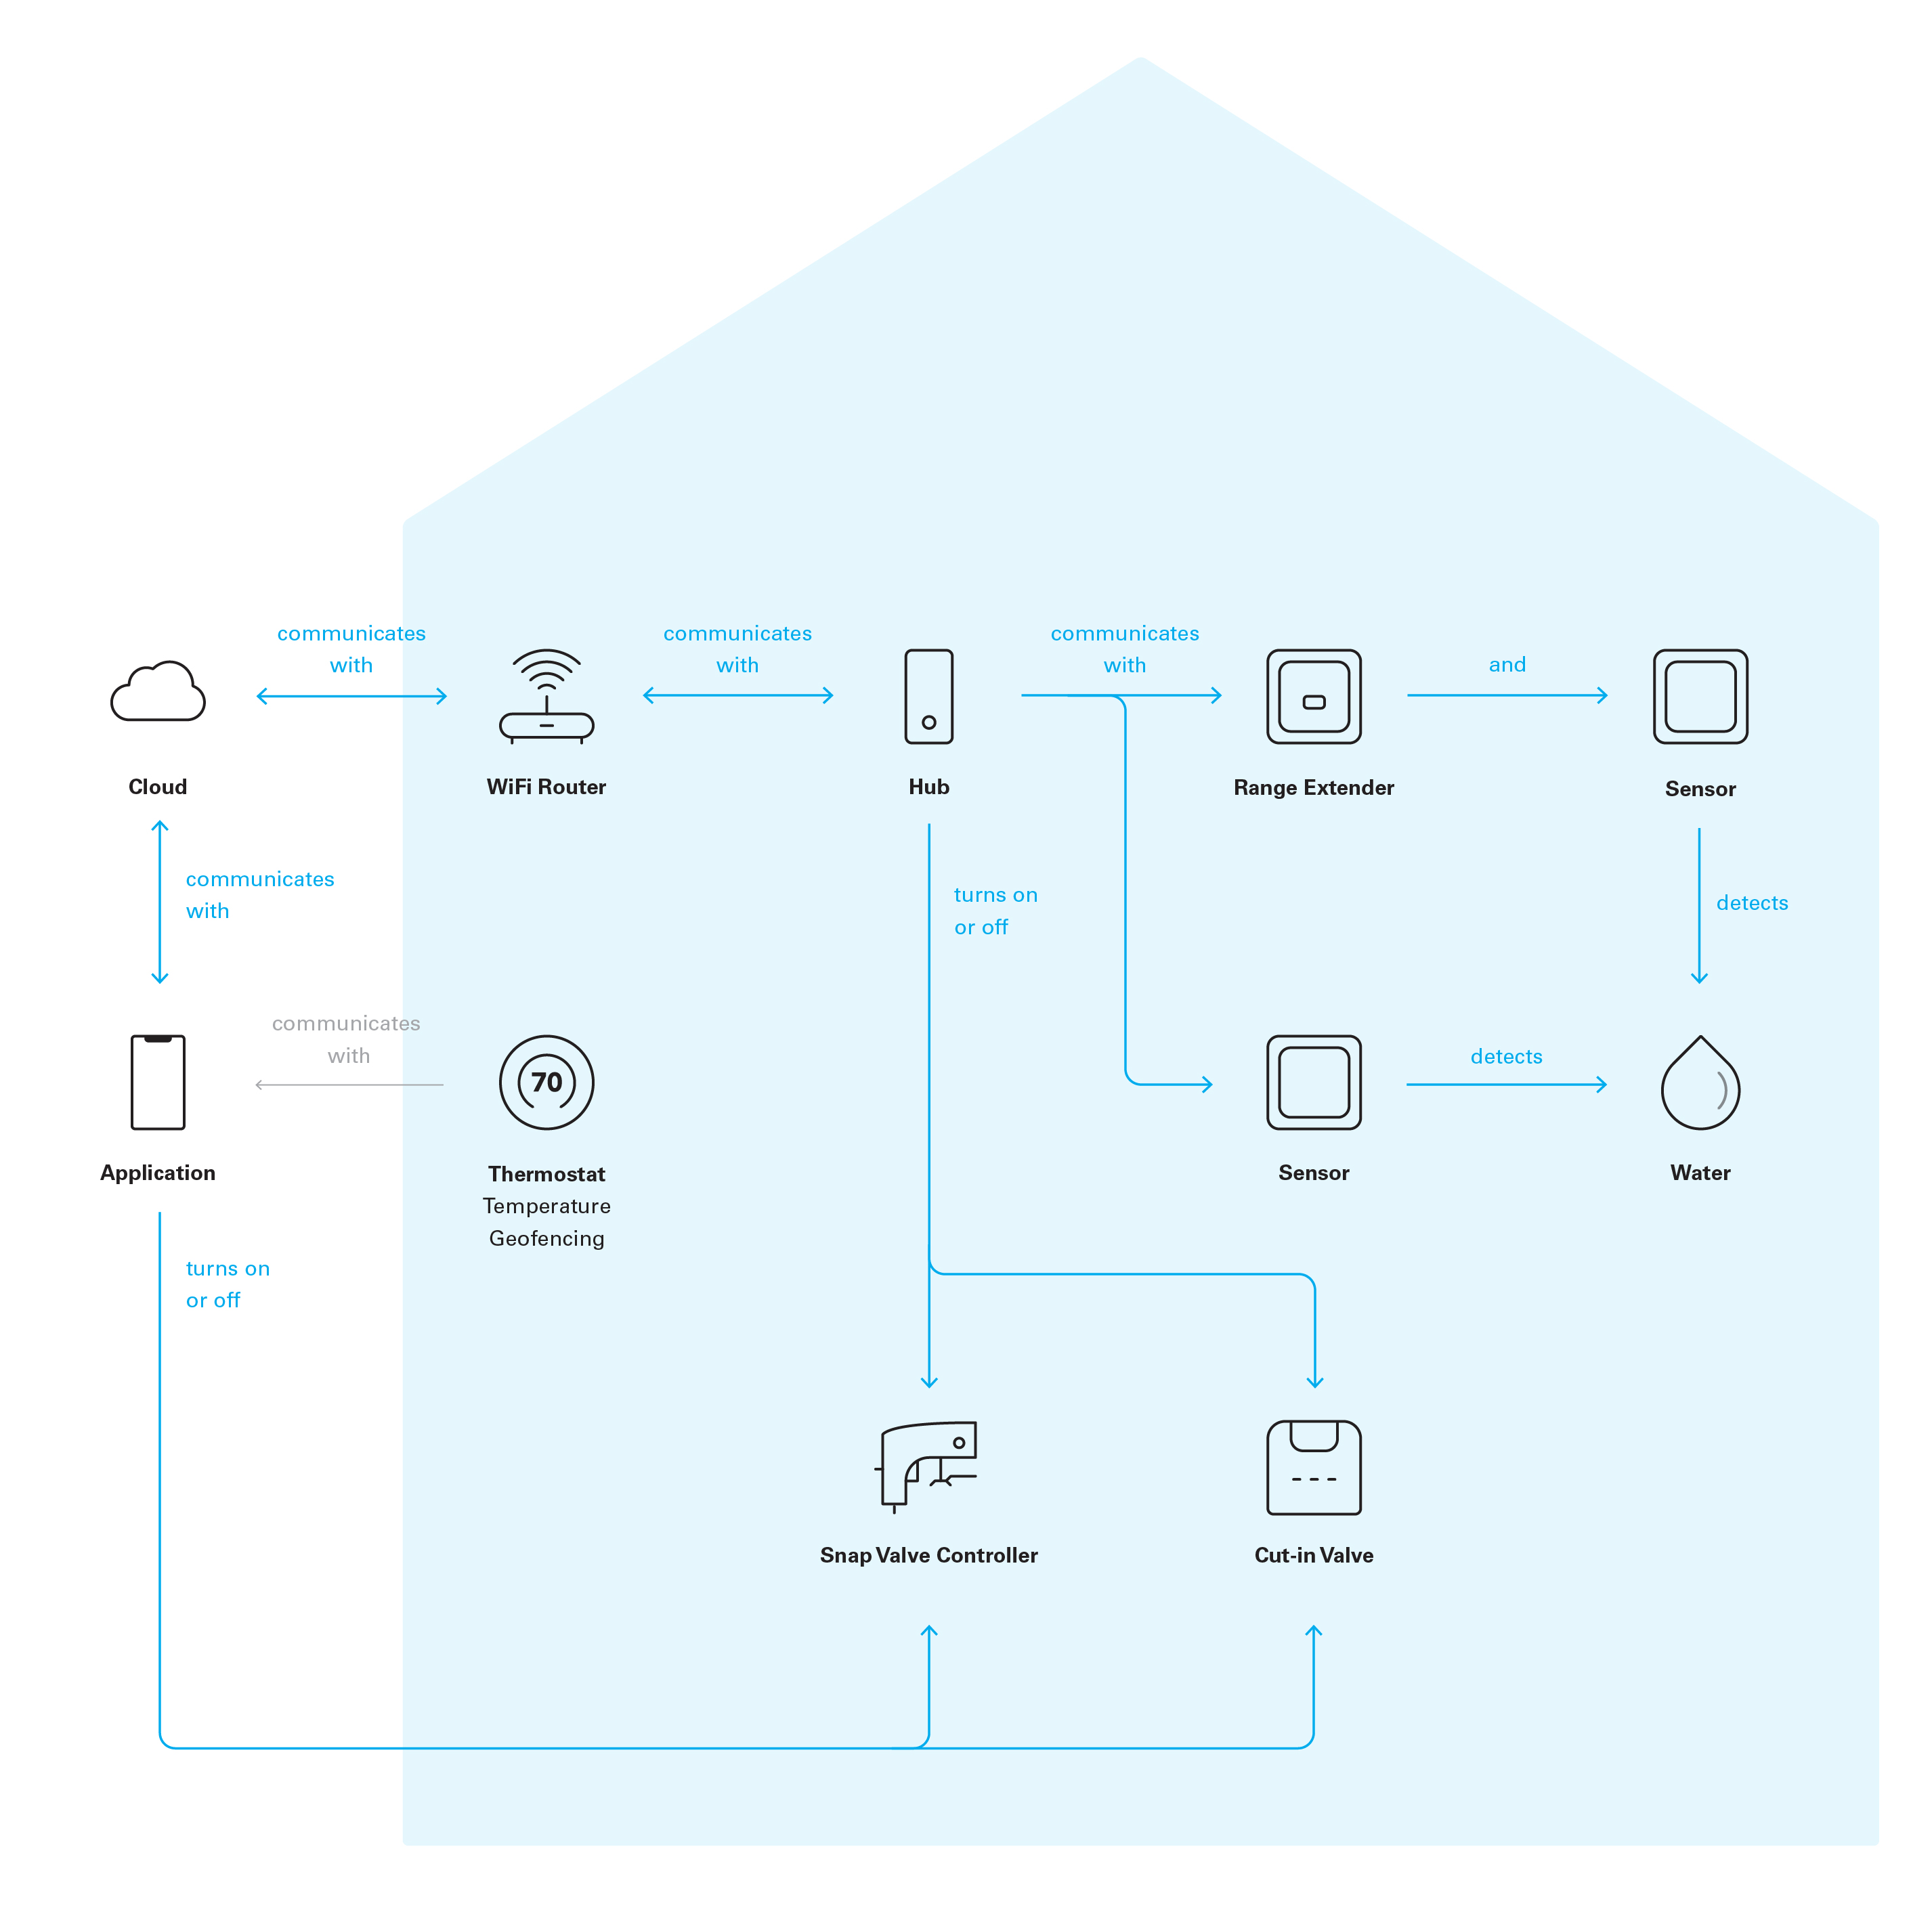 communicates
with
communicates
with
communicates
with
and
Cloud
WiFi Router
Hub
Range Extender
Sensor
communicates
with
turns on
or off
detects
communicates
with
70
detects
Application
Thermostat
Temperature
Geofencing
Sensor
Water
turns on
or off
Snap Valve Controller
Cut-in Valve